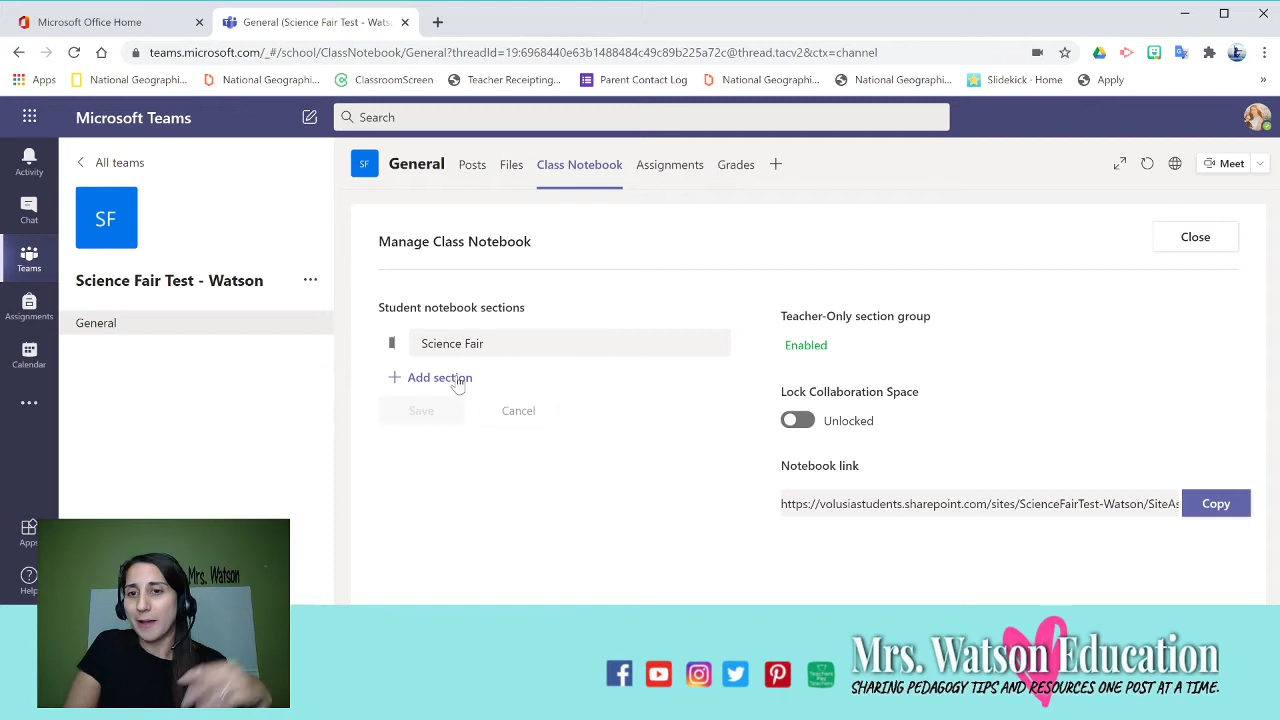 Microsoft Office Home
General (Science Fair Test - Wats
teams.microsoft.com/_#/school/ClassNotebook/General?threadId=19:6968440e63b1488484c49c89b225a72c@thread.tacv2&ctx=channel
Apps
National Geographi...
National Geographi...
ClassroomScreen
Teacher Receipting...
Parent Contact Log
National Geographi...
National Geographi...
Slidekick - Home
Apply
Microsoft Teams
Search
Activity
Chat
Teams
Assignments
Calendar
Apps
Help
All teams
SF
Science Fair Test - Watson
General
SF
General
Posts
Files
Class Notebook
Assignments
Grades
Meet
Manage Class Notebook
Close
Student notebook sections
Science Fair
Add section
Save
Cancel
Teacher-Only section group
Enabled
Lock Collaboration Space
Unlocked
Notebook link
https://volusiastudents.sharepoint.com/sites/ScienceFairTest-Watson/SiteAs
Copy
Mrs. Watson
Mrs. Watson Education
SHARING PEDAGOGY TIPS AND RESOURCES ONE POST AT A TIME.